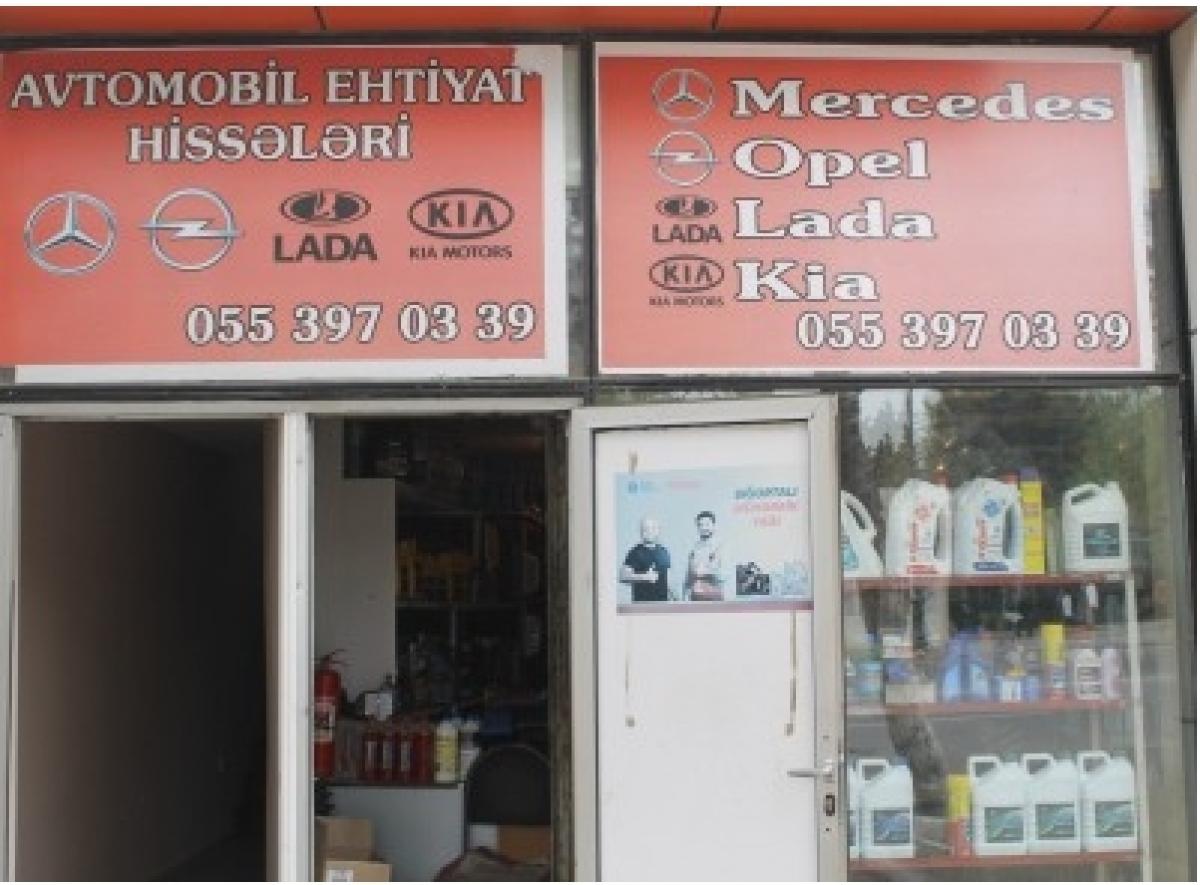 AVTOMOBİL EHTİYAT
HİSSƏLƏRİ
LADA
KIA
KIA MOTORS
055 397 03 39
Mercedes
Opel
LADA
Lada
KIA
KIA MOTORS
Kia
055 397 03 39